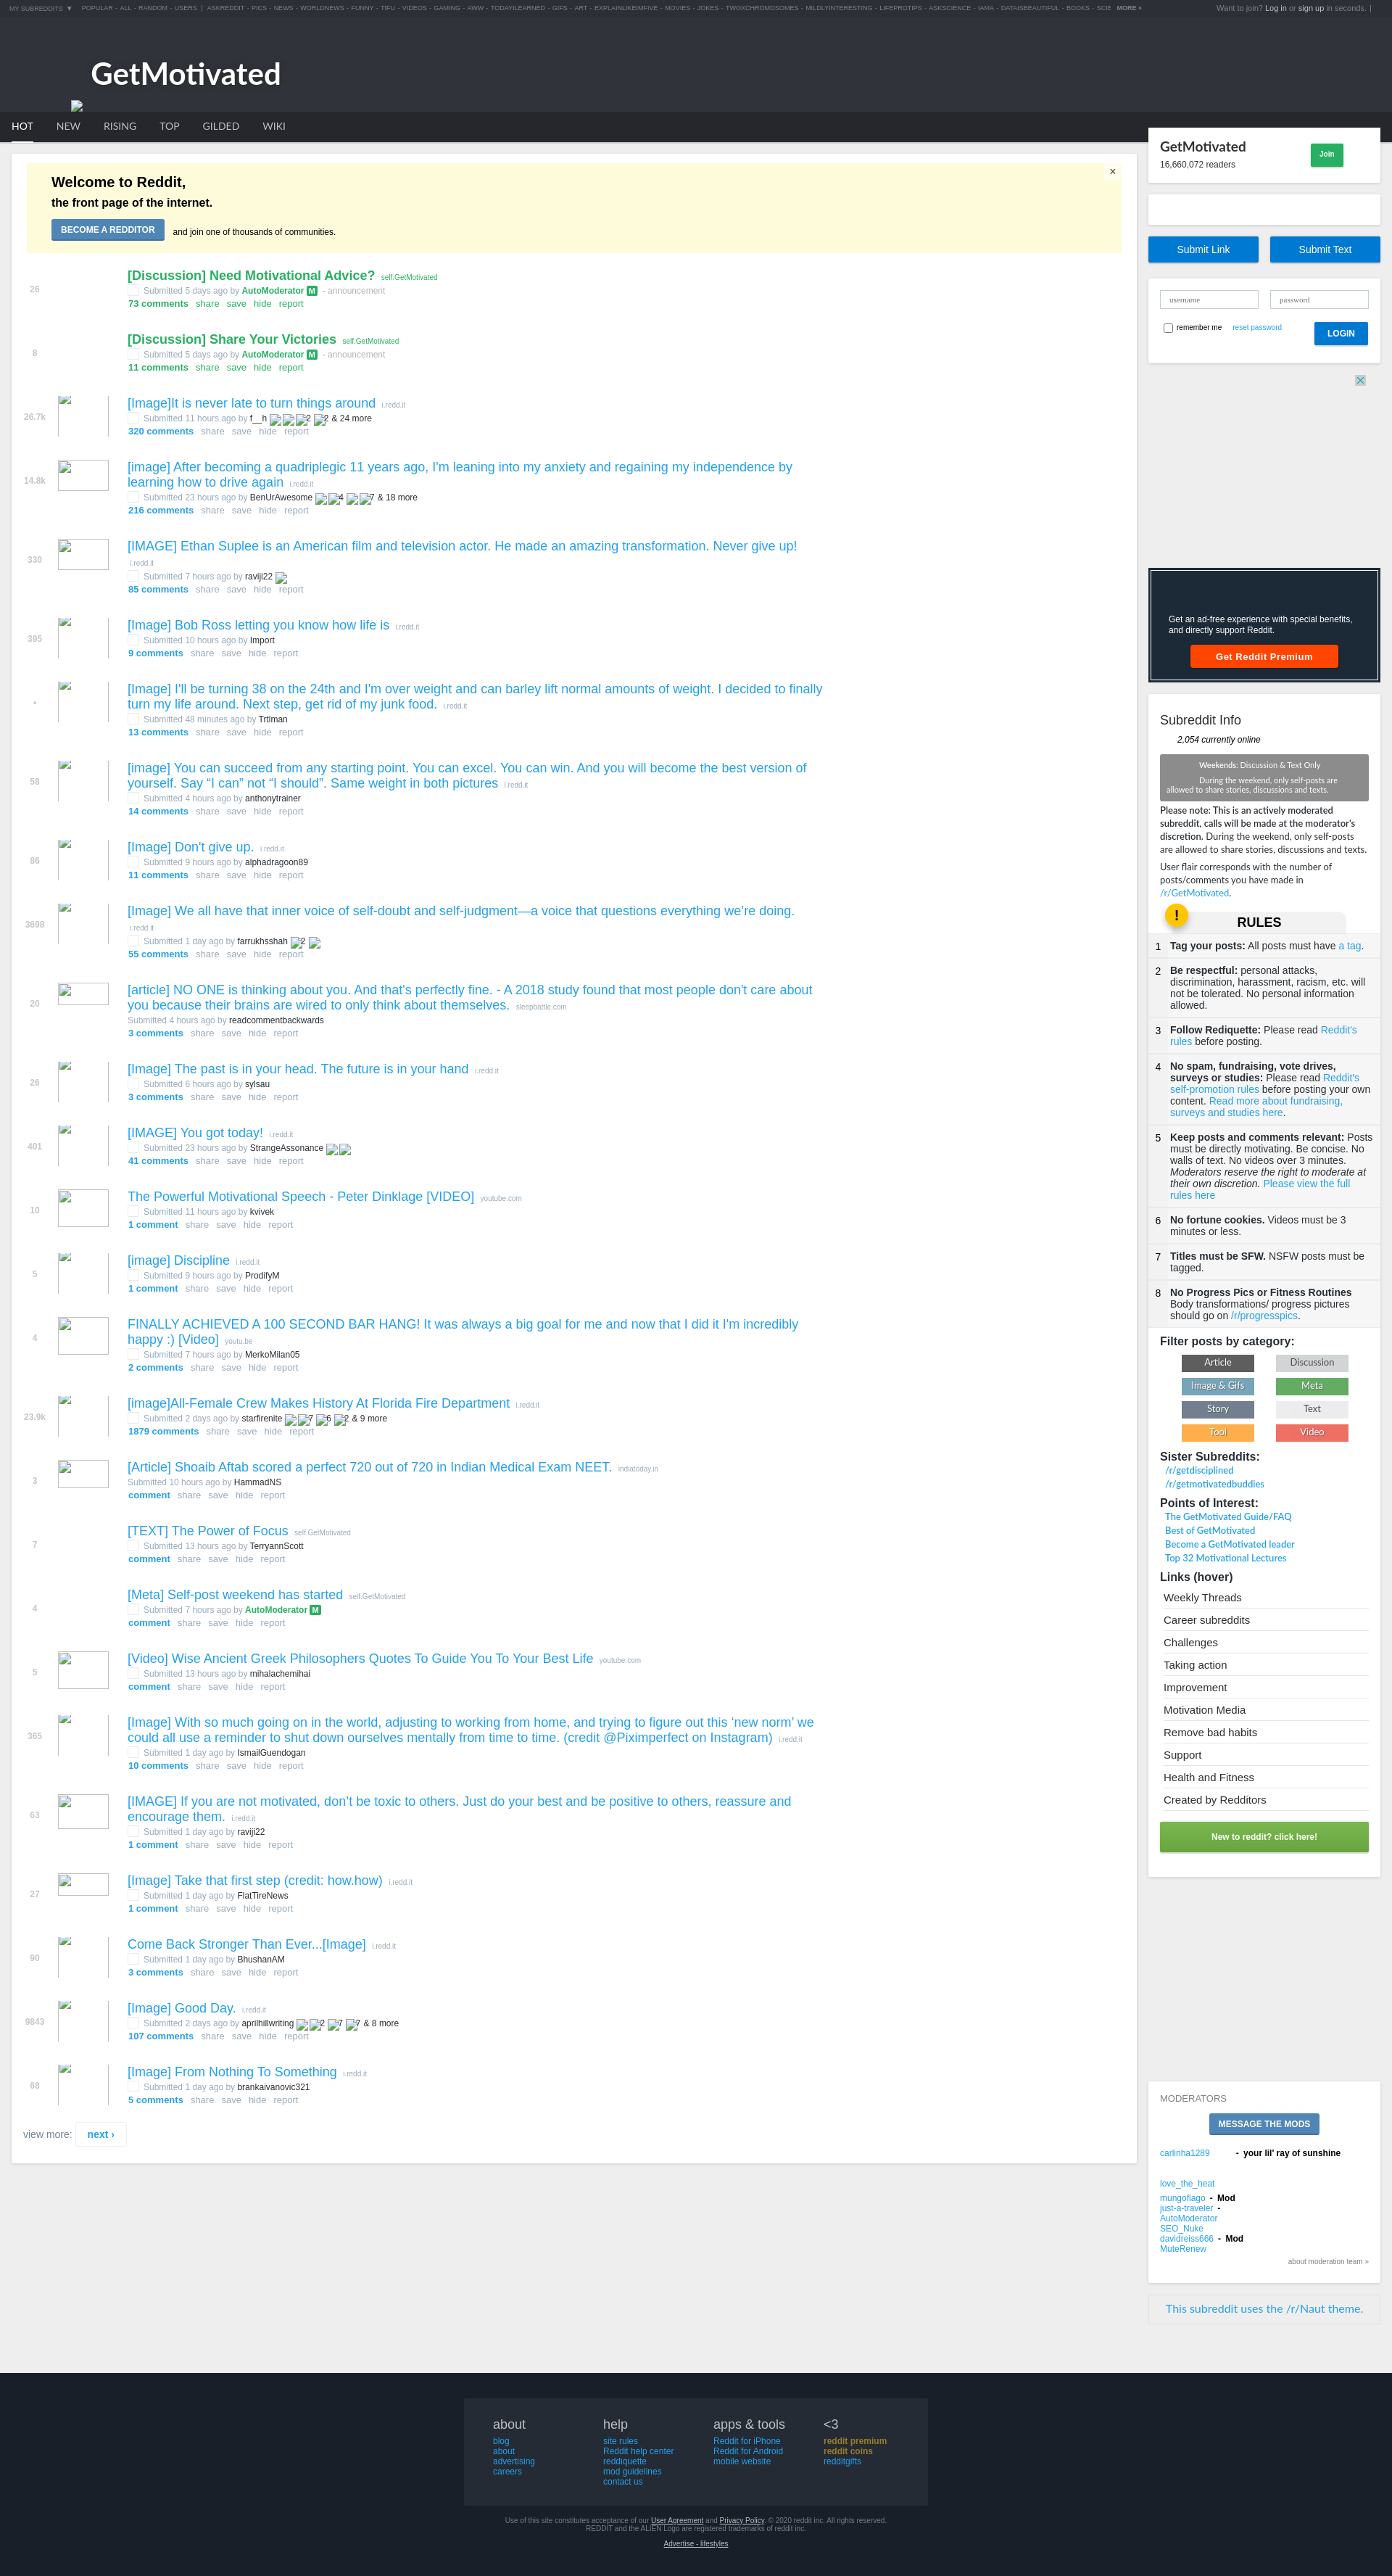 MY SUBREDDITS ▼ POPULAR - ALL - RANDOM - USERS | ASKREDDIT - PICS - NEWS - WORLDNEWS - FUNNY - TIFU - VIDEOS - GAMING - AWW - TODAYILEARNED - GIFS - ART - EXPLAINLIKEIMFIVE - MOVIES - JOKES - TWOXCHROMOSOMES - MILDLYINTERESTING - LIFEPROTIPS - ASKSCIENCE - IAMA - DATAISBEAUTIFUL - BOOKS - SCIE MORE »
Want to join? Log in or sign up in seconds. |
GetMotivated
HOT NEW RISING TOP GILDED WIKI
Welcome to Reddit,
the front page of the internet.
BECOME A REDDITOR and join one of thousands of communities.
×
26
[Discussion] Need Motivational Advice? self.GetMotivated
Submitted 5 days ago by AutoModerator M - announcement
73 comments share save hide report
8
[Discussion] Share Your Victories self.GetMotivated
Submitted 5 days ago by AutoModerator M - announcement
11 comments share save hide report
26.7k
[Image]It is never late to turn things around i.redd.it
Submitted 11 hours ago by f__h 2 2 & 24 more
320 comments share save hide report
14.8k
[image] After becoming a quadriplegic 11 years ago, I'm leaning into my anxiety and regaining my independence by
learning how to drive again i.redd.it
Submitted 23 hours ago by BenUrAwesome 4 7 & 18 more
216 comments share save hide report
330
[IMAGE] Ethan Suplee is an American film and television actor. He made an amazing transformation. Never give up!
i.redd.it
Submitted 7 hours ago by raviji22
85 comments share save hide report
395
[Image] Bob Ross letting you know how life is i.redd.it
Submitted 10 hours ago by Import
9 comments share save hide report
•
[Image] I'll be turning 38 on the 24th and I'm over weight and can barley lift normal amounts of weight. I decided to finally
turn my life around. Next step, get rid of my junk food. i.redd.it
Submitted 48 minutes ago by Trtlman
13 comments share save hide report
58
[image] You can succeed from any starting point. You can excel. You can win. And you will become the best version of
yourself. Say “I can” not “I should”. Same weight in both pictures i.redd.it
Submitted 4 hours ago by anthonytrainer
14 comments share save hide report
86
[Image] Don't give up. i.redd.it
Submitted 9 hours ago by alphadragoon89
11 comments share save hide report
3698
[Image] We all have that inner voice of self-doubt and self-judgment—a voice that questions everything we’re doing.
i.redd.it
Submitted 1 day ago by farrukhsshah 2
55 comments share save hide report
20
[article] NO ONE is thinking about you. And that's perfectly fine. - A 2018 study found that most people don't care about
you because their brains are wired to only think about themselves. sleepbattle.com
Submitted 4 hours ago by readcommentbackwards
3 comments share save hide report
26
[Image] The past is in your head. The future is in your hand i.redd.it
Submitted 6 hours ago by sylsau
3 comments share save hide report
401
[IMAGE] You got today! i.redd.it
Submitted 23 hours ago by StrangeAssonance
41 comments share save hide report
10
The Powerful Motivational Speech - Peter Dinklage [VIDEO] youtube.com
Submitted 11 hours ago by kvivek
1 comment share save hide report
5
[image] Discipline i.redd.it
Submitted 9 hours ago by ProdifyM
1 comment share save hide report
4
FINALLY ACHIEVED A 100 SECOND BAR HANG! It was always a big goal for me and now that I did it I'm incredibly
happy :) [Video] youtu.be
Submitted 7 hours ago by MerkoMilan05
2 comments share save hide report
23.9k
[image]All-Female Crew Makes History At Florida Fire Department i.redd.it
Submitted 2 days ago by starfirenite 7 6 2 & 9 more
1879 comments share save hide report
3
[Article] Shoaib Aftab scored a perfect 720 out of 720 in Indian Medical Exam NEET. indiatoday.in
Submitted 10 hours ago by HammadNS
comment share save hide report
7
[TEXT] The Power of Focus self.GetMotivated
Submitted 13 hours ago by TerryannScott
comment share save hide report
4
[Meta] Self-post weekend has started self.GetMotivated
Submitted 7 hours ago by AutoModerator M
comment share save hide report
5
[Video] Wise Ancient Greek Philosophers Quotes To Guide You To Your Best Life youtube.com
Submitted 13 hours ago by mihalachemihai
comment share save hide report
365
[Image] With so much going on in the world, adjusting to working from home, and trying to figure out this ‘new norm’ we
could all use a reminder to shut down ourselves mentally from time to time. (credit @Piximperfect on Instagram) i.redd.it
Submitted 1 day ago by IsmailGuendogan
10 comments share save hide report
63
[IMAGE] If you are not motivated, don’t be toxic to others. Just do your best and be positive to others, reassure and
encourage them. i.redd.it
Submitted 1 day ago by raviji22
1 comment share save hide report
27
[Image] Take that first step (credit: how.how) i.redd.it
Submitted 1 day ago by FlatTireNews
1 comment share save hide report
90
Come Back Stronger Than Ever...[Image] i.redd.it
Submitted 1 day ago by BhushanAM
3 comments share save hide report
9843
[Image] Good Day. i.redd.it
Submitted 2 days ago by aprilhillwriting 2 7 7 & 8 more
107 comments share save hide report
68
[Image] From Nothing To Something i.redd.it
Submitted 1 day ago by brankaivanovic321
5 comments share save hide report
view more: next ›
GetMotivated
16,660,072 readers
Join
Submit Link Submit Text
username password
remember me reset password LOGIN
Get an ad-free experience with special benefits,
and directly support Reddit.
Get Reddit Premium
Subreddit Info
2,054 currently online
Weekends: Discussion & Text Only
During the weekend, only self-posts are
allowed to share stories, discussions and texts.
Please note: This is an actively moderated
subreddit, calls will be made at the moderator’s
discretion. During the weekend, only self-posts
are allowed to share stories, discussions and texts.
User flair corresponds with the number of
posts/comments you have made in
/r/GetMotivated.
! RULES
1 Tag your posts: All posts must have a tag.
2 Be respectful: personal attacks,
discrimination, harassment, racism, etc. will
not be tolerated. No personal information
allowed.
3 Follow Rediquette: Please read Reddit's
rules before posting.
4 No spam, fundraising, vote drives,
surveys or studies: Please read Reddit's
self-promotion rules before posting your own
content. Read more about fundraising,
surveys and studies here.
5 Keep posts and comments relevant: Posts
must be directly motivating. Be concise. No
walls of text. No videos over 3 minutes.
Moderators reserve the right to moderate at
their own discretion. Please view the full
rules here
6 No fortune cookies. Videos must be 3
minutes or less.
7 Titles must be SFW. NSFW posts must be
tagged.
8 No Progress Pics or Fitness Routines
Body transformations/ progress pictures
should go on /r/progresspics.
Filter posts by category:
Article Discussion
Image & Gifs Meta
Story Text
Tool Video
Sister Subreddits:
/r/getdisciplined
/r/getmotivatedbuddies
Points of Interest:
The GetMotivated Guide/FAQ
Best of GetMotivated
Become a GetMotivated leader
Top 32 Motivational Lectures
Links (hover)
Weekly Threads
Career subreddits
Challenges
Taking action
Improvement
Motivation Media
Remove bad habits
Support
Health and Fitness
Created by Redditors
New to reddit? click here!
MODERATORS
MESSAGE THE MODS
carlinha1289 - your lil' ray of sunshine
love_the_heat
mungoflago - Mod
just-a-traveler -
AutoModerator
SEO_Nuke
davidreiss666 - Mod
MuteRenew
about moderation team »
This subreddit uses the /r/Naut theme.
about
blog
about
advertising
careers
help
site rules
Reddit help center
reddiquette
mod guidelines
contact us
apps & tools
Reddit for iPhone
Reddit for Android
mobile website
<3
reddit premium
reddit coins
redditgifts
Use of this site constitutes acceptance of our User Agreement and Privacy Policy. © 2020 reddit inc. All rights reserved.
REDDIT and the ALIEN Logo are registered trademarks of reddit inc.
Advertise - lifestyles